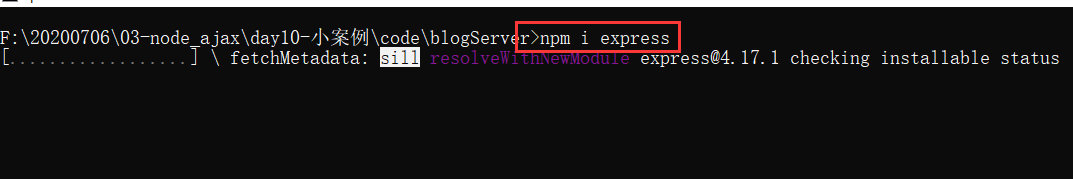 F:\20200706\03-node_ajax\day10-小案例\code\blogServer>npm i express
[..................] \ fetchMetadata: sill resolveWithNewModule express@4.17.1 checking installable status